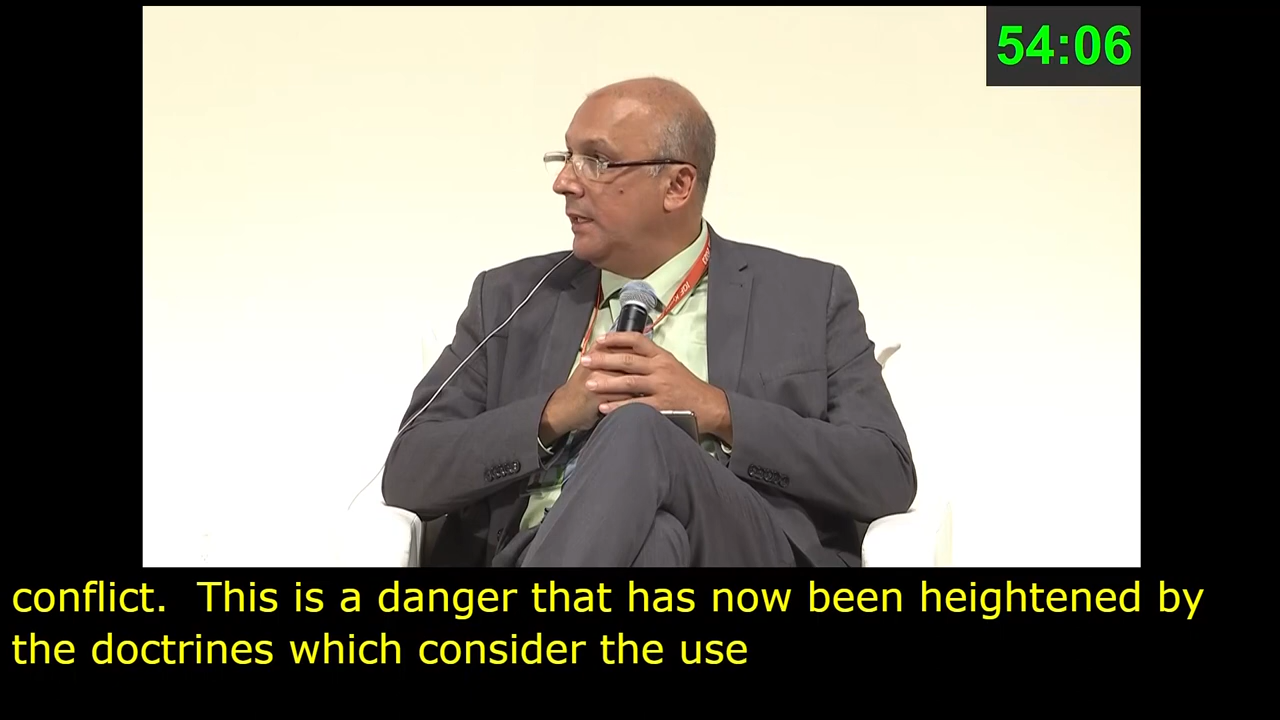 54:06
conflict.  This is a danger that has now been heightened by
the doctrines which consider the use